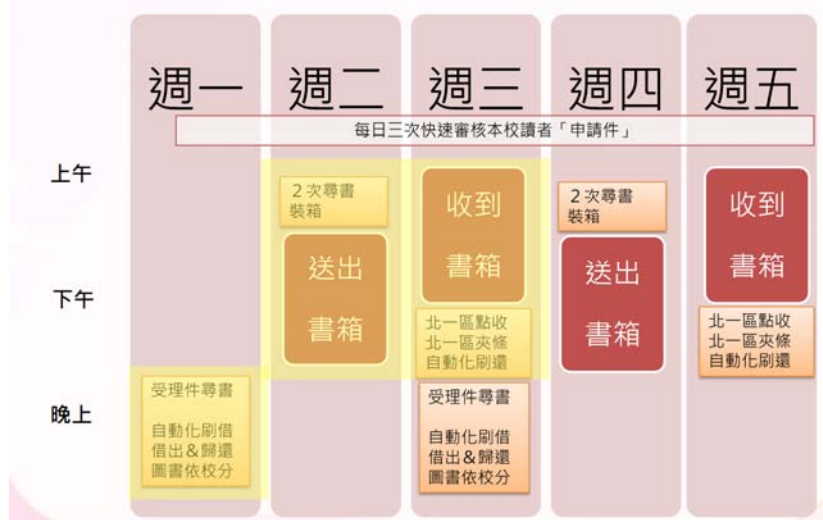 週一
週二
週三
週四
週五
每日三次快速審核本校讀者「申請件」
上午
下午
晚上
受理件尋書
自動化刷借
借出&歸還
圖書依校分
2次尋書
裝箱
送出
書箱
收到
書箱
北一區點收
北一區夾條
自動化刷還
受理件尋書
自動化刷借
借出&歸還
圖書依校分
2次尋書
裝箱
送出
書箱
收到
書箱
北一區點收
北一區夾條
自動化刷還